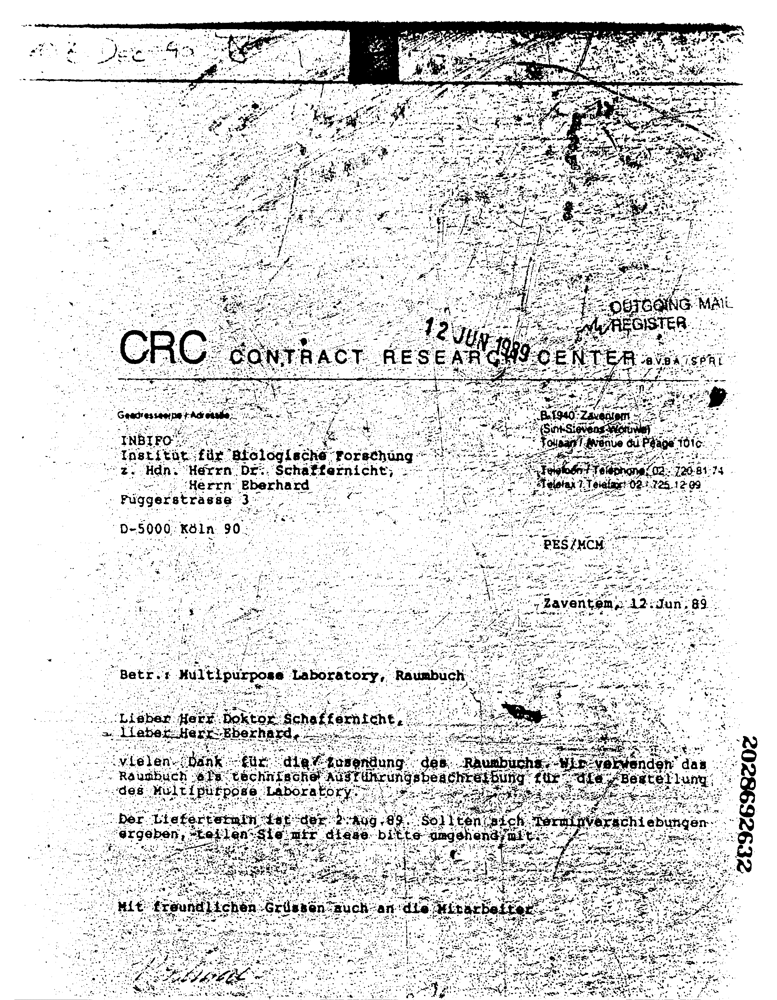 Dec 90
OUTGOING MAIL
REGISTER
12 JUN 1989
CRC CONTRACT RESEARCH CENTER B.V.B.A / SPRL
Geadresseerde / Adressée
B-1940 Zaventem
(Sint-Stevens-Woluwe)
Tollaan / Avenue du Péage 101c
Telefoon / Téléphone: 02 / 720 81 74
Telefax / Telefax: 02 / 725 12 09
INBIFO
Institut für Biologische Forschung
z. Hdn. Herrn Dr. Schaffernicht,
Herrn Eberhard
Fuggerstrasse 3
D-5000 Köln 90
PES/MCM
Zaventem, 12.Jun.89
Betr.: Multipurpose Laboratory, Raumbuch
Lieber Herr Doktor Schaffernicht,
lieber Herr Eberhard,
vielen Dank für die Zusendung des Raumbuchs. Wir verwenden das
Raumbuch als technische Ausführungsbeschreibung für die Bestellung
des Multipurpose Laboratory.
Der Liefertermin ist der 2.Aug.89. Sollten sich Terminverschiebungen
ergeben, teilen Sie mir diese bitte umgehend mit.
Mit freundlichen Grüssen auch an die Mitarbeiter
2028692632